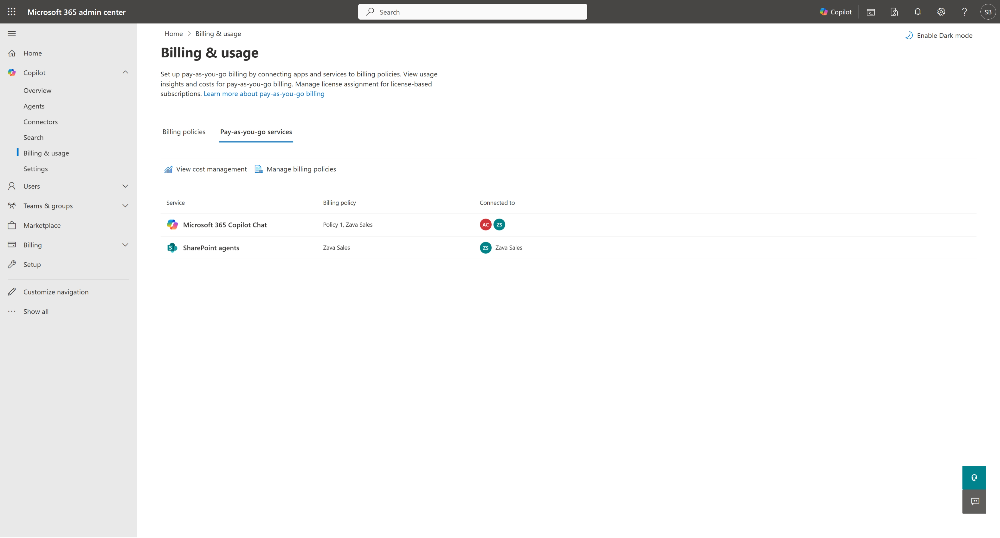 Microsoft 365 admin center
Search
Copilot
SB
Home
Copilot
Overview
Agents
Connectors
Search
Billing & usage
Settings
Users
Teams & groups
Marketplace
Billing
Setup
Customize navigation
Show all
Home > Billing & usage
Enable Dark mode
Billing & usage
Set up pay-as-you-go billing by connecting apps and services to billing policies. View usage
insights and costs for pay-as-you-go billing. Manage license assignment for license-based
subscriptions. Learn more about pay-as-you-go billing
Billing policies Pay-as-you-go services
View cost management Manage billing policies
Service Billing policy Connected to
Microsoft 365 Copilot Chat Policy 1, Zava Sales AC ZS
SharePoint agents Zava Sales ZS Zava Sales